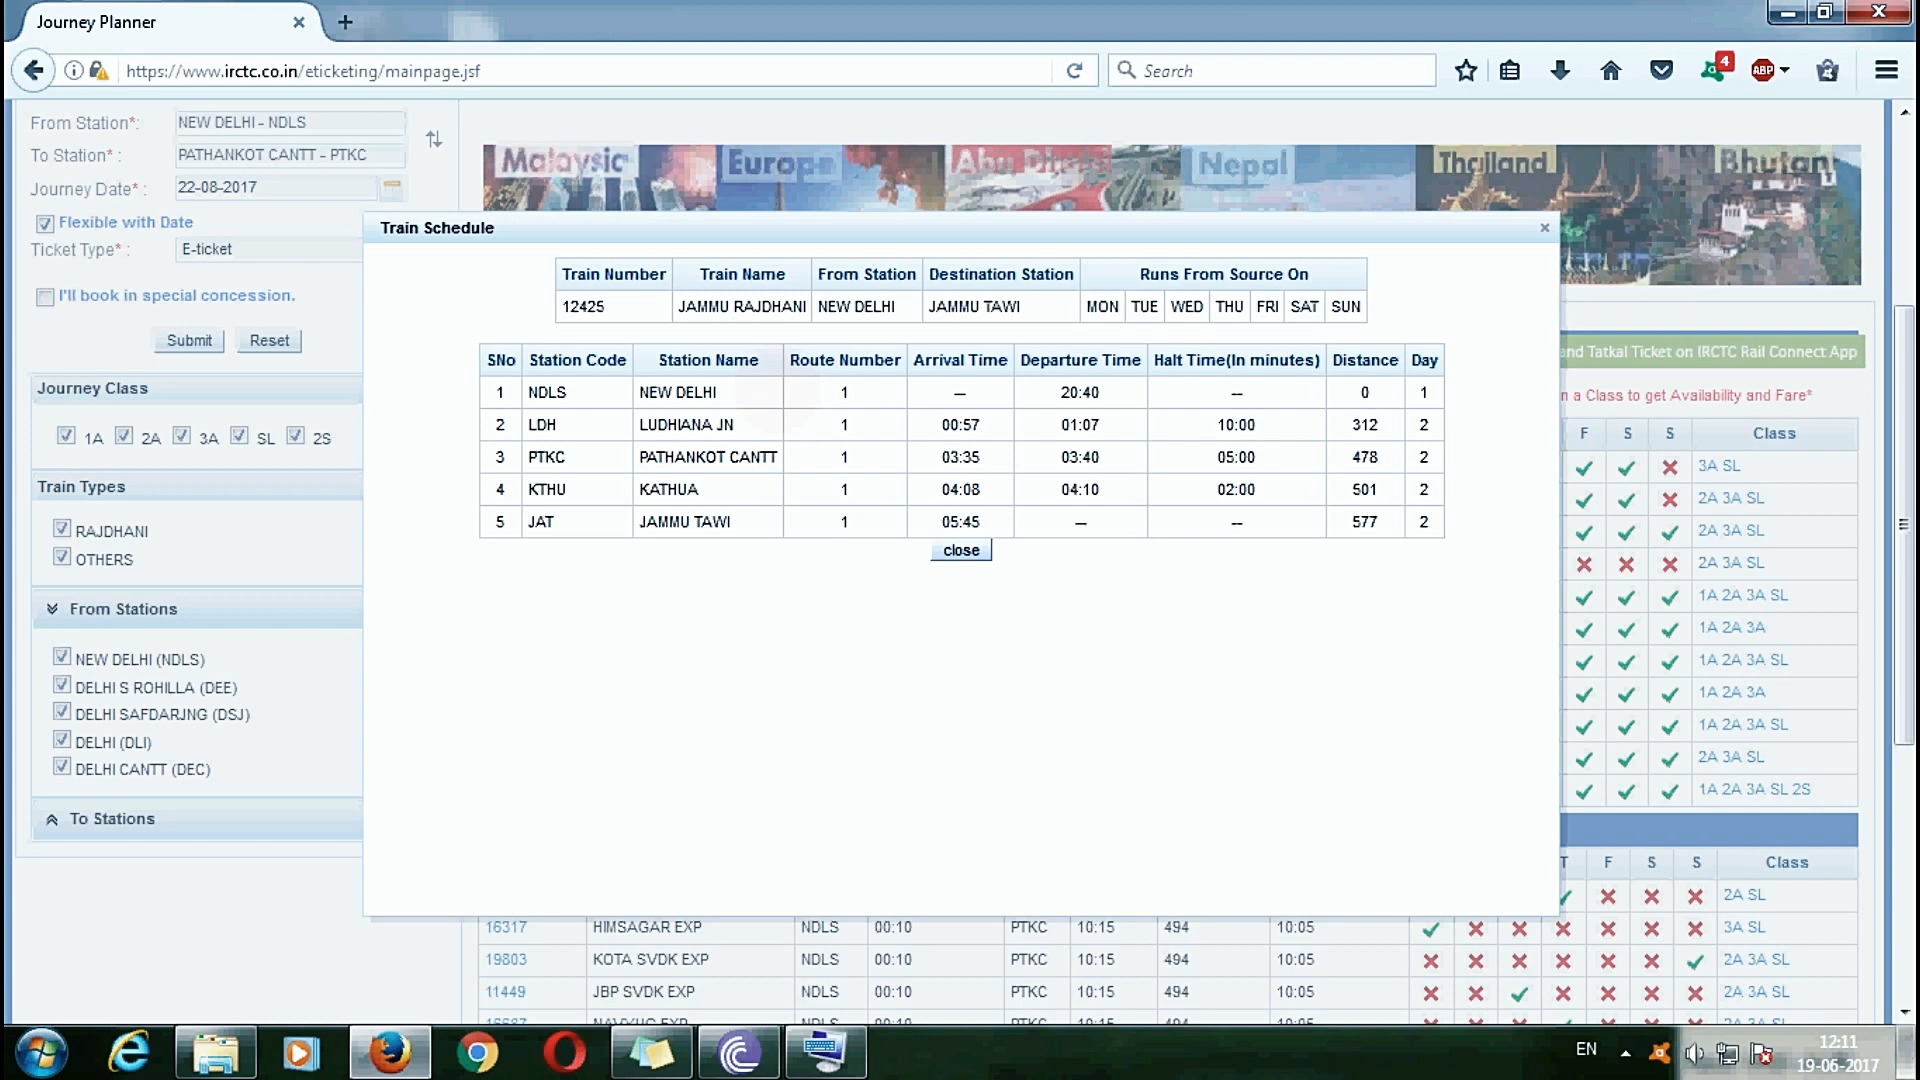 Journey Planner
https://www.irctc.co.in/eticketing/mainpage.jsf
Search
4
ABP
From Station*: NEW DELHI - NDLS
To Station* : PATHANKOT CANTT - PTKC
Journey Date* : 22-08-2017
Flexible with Date
Ticket Type* : E-ticket
I'll book in special concession.
Submit Reset
Journey Class
1A 2A 3A SL 2S
Train Types
RAJDHANI
OTHERS
From Stations
NEW DELHI (NDLS)
DELHI S ROHILLA (DEE)
DELHI SAFDARJNG (DSJ)
DELHI (DLI)
DELHI CANTT (DEC)
To Stations
Malaysia Europe Abu Dhabi Nepal Thailand Bhutan
Train Schedule
Train Number Train Name From Station Destination Station Runs From Source On
12425 JAMMU RAJDHANI NEW DELHI JAMMU TAWI MON TUE WED THU FRI SAT SUN
SNo Station Code Station Name Route Number Arrival Time Departure Time Halt Time(In minutes) Distance Day
1 NDLS NEW DELHI 1 -- 20:40 -- 0 1
2 LDH LUDHIANA JN 1 00:57 01:07 10:00 312 2
3 PTKC PATHANKOT CANTT 1 03:35 03:40 05:00 478 2
4 KTHU KATHUA 1 04:08 04:10 02:00 501 2
5 JAT JAMMU TAWI 1 05:45 -- -- 577 2
close
and Tatkal Ticket on IRCTC Rail Connect App
n a Class to get Availability and Fare*
F S S Class
3A SL
2A 3A SL
2A 3A SL
2A 3A SL
1A 2A 3A SL
1A 2A 3A
1A 2A 3A SL
1A 2A 3A
1A 2A 3A SL
2A 3A SL
1A 2A 3A SL 2S
T F S S Class
2A SL
16317 HIMSAGAR EXP NDLS 00:10 PTKC 10:15 494 10:05 3A SL
19803 KOTA SVDK EXP NDLS 00:10 PTKC 10:15 494 10:05 2A 3A SL
11449 JBP SVDK EXP NDLS 00:10 PTKC 10:15 494 10:05 2A 3A SL
EN
12:11
19-06-2017